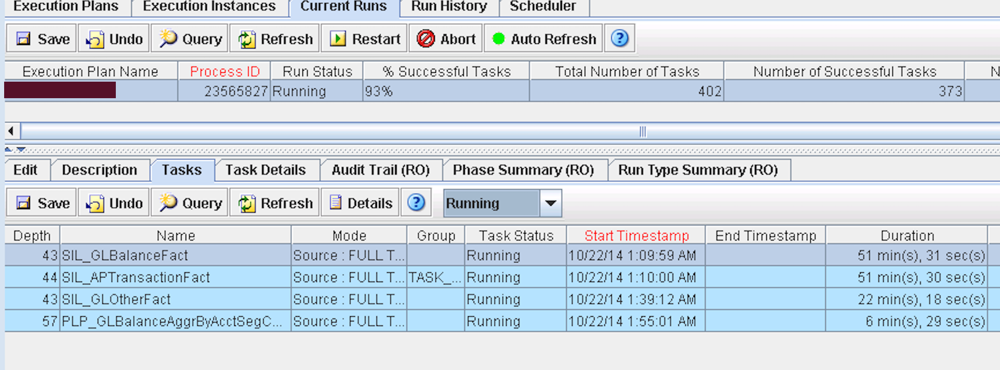 Execution Plans Execution Instances Current Runs Run History Scheduler
Save Undo Query Refresh Restart Abort Auto Refresh ?
Execution Plan Name Process ID Run Status % Successful Tasks Total Number of Tasks Number of Successful Tasks N
23565827 Running 93% 402 373
Edit Description Tasks Task Details Audit Trail (RO) Phase Summary (RO) Run Type Summary (RO)
Save Undo Query Refresh Details ? Running
Depth Name Mode Group Task Status Start Timestamp End Timestamp Duration
43 SIL_GLBalanceFact Source : FULL T... Running 10/22/14 1:09:59 AM 51 min(s), 31 sec(s)
44 SIL_APTransactionFact Source : FULL T... TASK_... Running 10/22/14 1:10:00 AM 51 min(s), 30 sec(s)
43 SIL_GLOtherFact Source : FULL T... Running 10/22/14 1:39:12 AM 22 min(s), 18 sec(s)
57 PLP_GLBalanceAggrByAcctSegC... Source : FULL T... Running 10/22/14 1:55:01 AM 6 min(s), 29 sec(s)